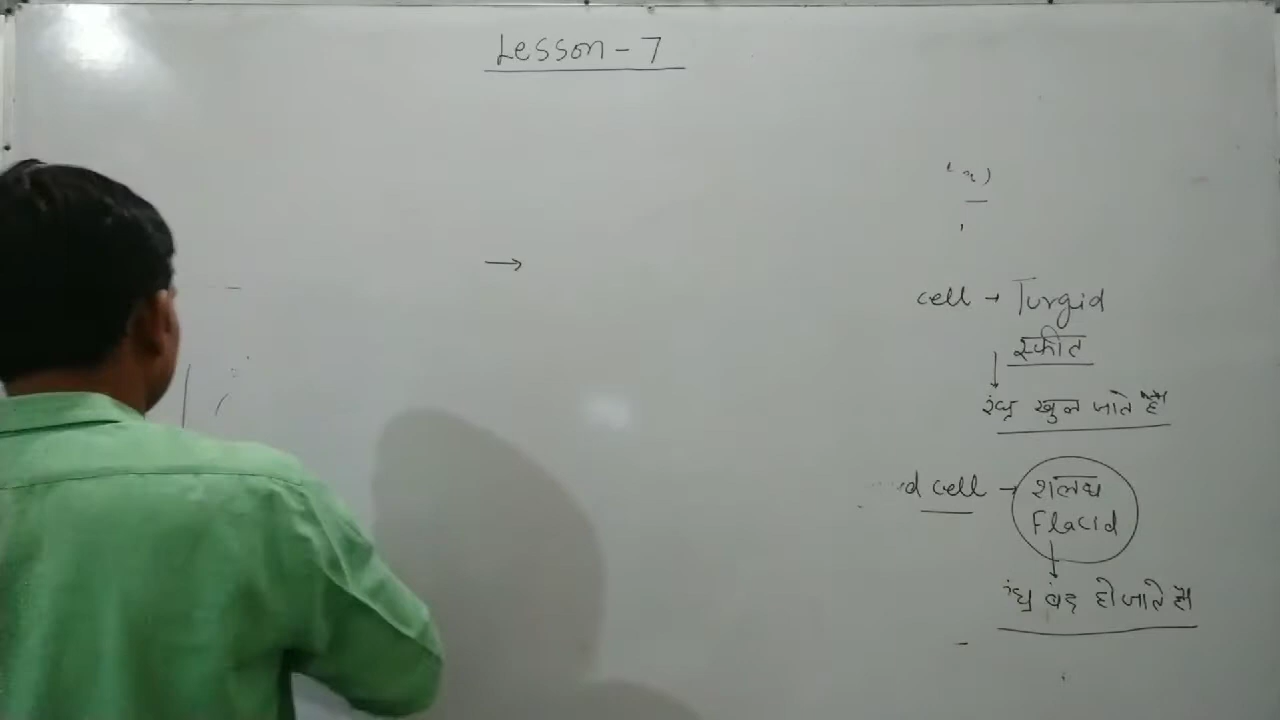 Lesson - 7
→
cell → Turgid
स्फीत
रंध्र खुल जाते हैं
d cell → शलथ
Flacid
रंध्र बंद हो जाते हैं